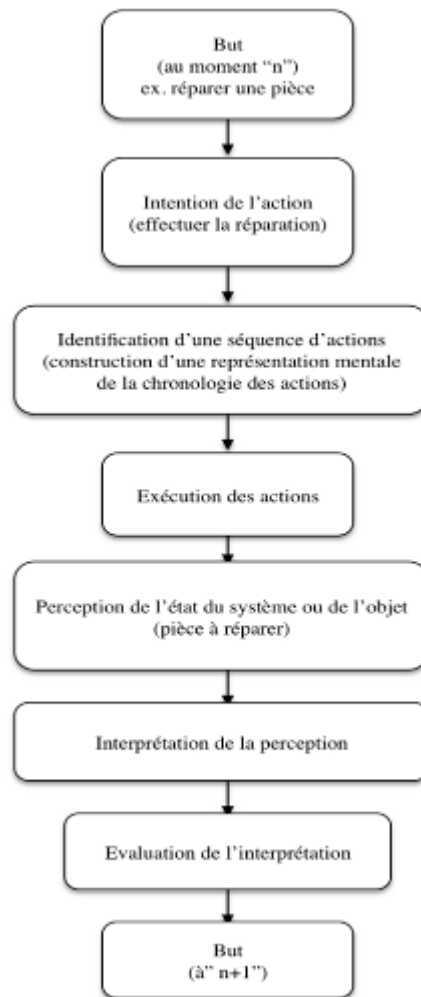 But
(au moment “n”)
ex. réparer une pièce
Intention de l’action
(effectuer la réparation)
Identification d’une séquence d’actions
(construction d’une représentation mentale
de la chronologie des actions)
Exécution des actions
Perception de l’état du système ou de l’objet
(pièce à réparer)
Interprétation de la perception
Evaluation de l’interprétation
But
(à” n+1”)